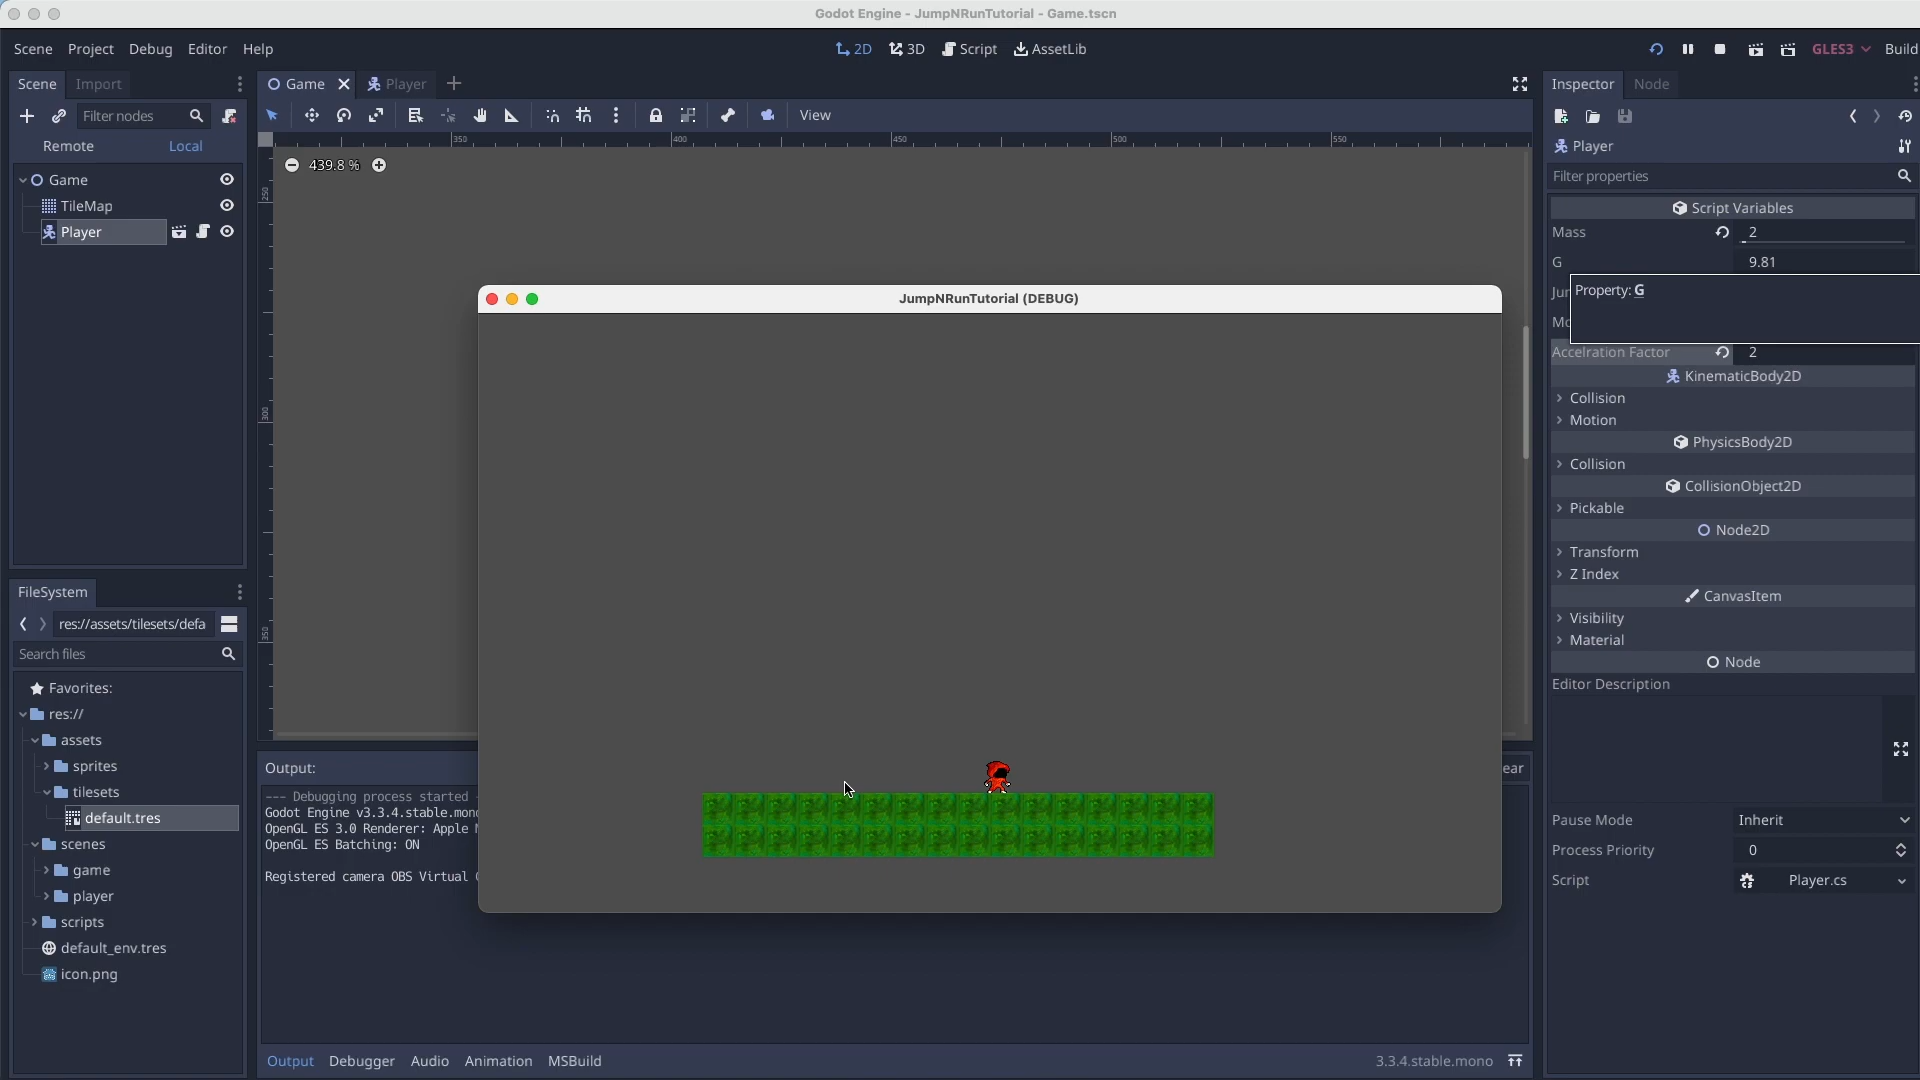 Godot Engine - JumpNRunTutorial - Game.tscn
Scene Project Debug Editor Help
2D 3D Script AssetLib
GLES3 Build
Scene Import
Game Player
Inspector Node
Filter nodes
View
Remote Local
Player
Filter properties
350 400 450 500 550
439.8 %
Game
TileMap
Player
250
300
350
Script Variables
Mass 2
G 9.81
Property: G
Accelration Factor 2
KinematicBody2D
Collision
Motion
PhysicsBody2D
Collision
CollisionObject2D
Pickable
Node2D
Transform
Z Index
CanvasItem
Visibility
Material
Node
Editor Description
Pause Mode Inherit
Process Priority 0
Script Player.cs
JumpNRunTutorial (DEBUG)
FileSystem
res://assets/tilesets/defa
Search files
Favorites:
res://
assets
sprites
tilesets
default.tres
scenes
game
player
scripts
default_env.tres
icon.png
Output:
ear
--- Debugging process started
Godot Engine v3.3.4.stable.mono
OpenGL ES 3.0 Renderer: Apple
OpenGL ES Batching: ON
Registered camera OBS Virtual
Output Debugger Audio Animation MSBuild
3.3.4.stable.mono